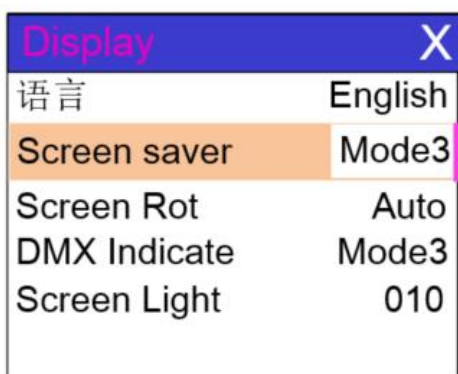 Display X
语言 English
Screen saver Mode3
Screen Rot Auto
DMX Indicate Mode3
Screen Light 010